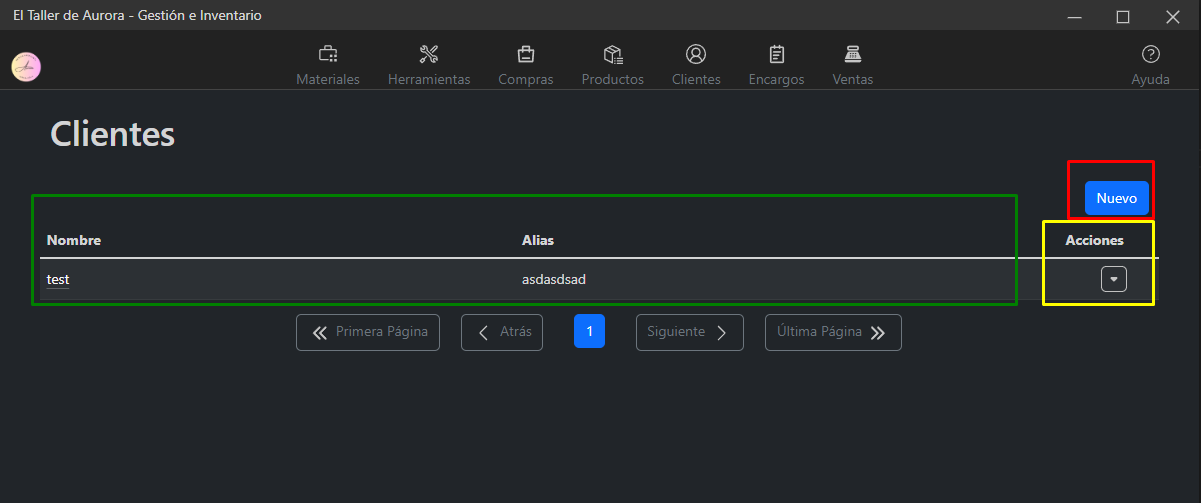 El Taller de Aurora - Gestión e Inventario
Materiales Herramientas Compras Productos Clientes Encargos Ventas Ayuda
Clientes
Nuevo
Nombre Alias Acciones
test asdasdsad
Primera Página Atrás 1 Siguiente Última Página